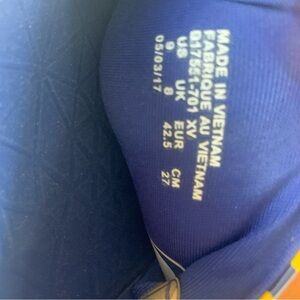 MADE IN VIETNAM
FABRIQUE AU VIETNAM
Q17551-701 XV
US UK EUR CM
9 8 42.5 27
05/03/17